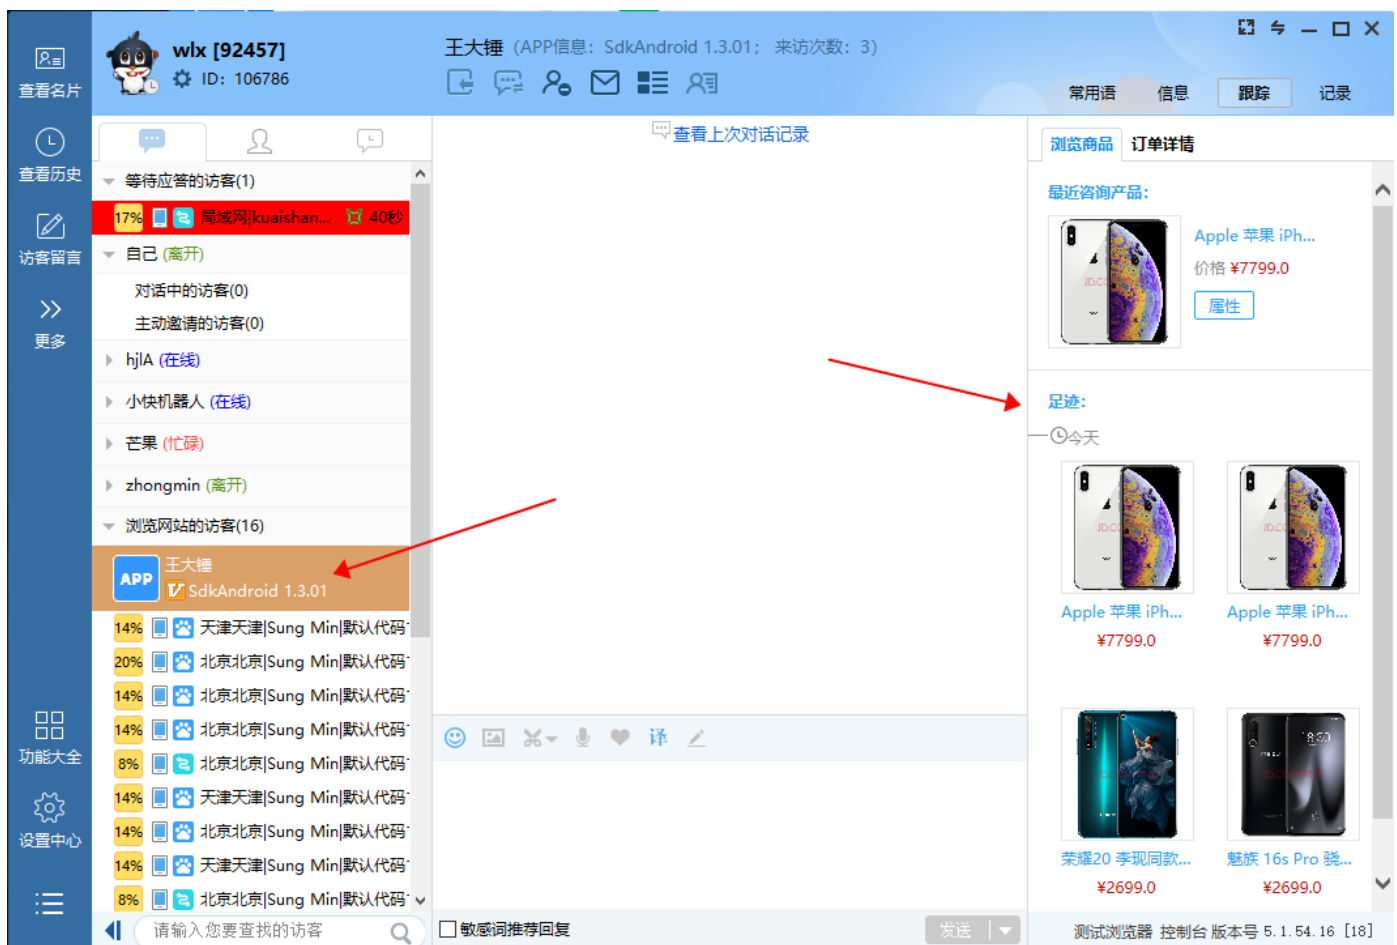 查看名片
查看历史
访客留言
更多
功能大全
设置中心
wlx [92457]
ID: 106786
王大锤 (APP信息: SdkAndroid 1.3.01; 来访次数: 3)
常用语 信息 跟踪 记录
等待应答的访客(1)
17% 局域网|kuaishan... 40秒
自己 (离开)
对话中的访客(0)
主动邀请的访客(0)
hjlA (在线)
小快机器人 (在线)
芒果 (忙碌)
zhongmin (离开)
浏览网站的访客(16)
APP 王大锤
SdkAndroid 1.3.01
14% 天津天津|Sung Min|默认代码
20% 北京北京|Sung Min|默认代码
14% 北京北京|Sung Min|默认代码
14% 北京北京|Sung Min|默认代码
8% 北京北京|Sung Min|默认代码
14% 天津天津|Sung Min|默认代码
14% 北京北京|Sung Min|默认代码
14% 天津天津|Sung Min|默认代码
8% 北京北京|Sung Min|默认代码
请输入您要查找的访客
查看上次对话记录
译
敏感词推荐回复
发送
浏览商品 订单详情
最近咨询产品:
Apple 苹果 iPh...
价格 ¥7799.0
属性
足迹:
今天
Apple 苹果 iPh... Apple 苹果 iPh...
¥7799.0 ¥7799.0
荣耀20 李现同款... 魅族 16s Pro 骁...
¥2699.0 ¥2699.0
测试浏览器 控制台 版本号 5.1.54.16 [18]